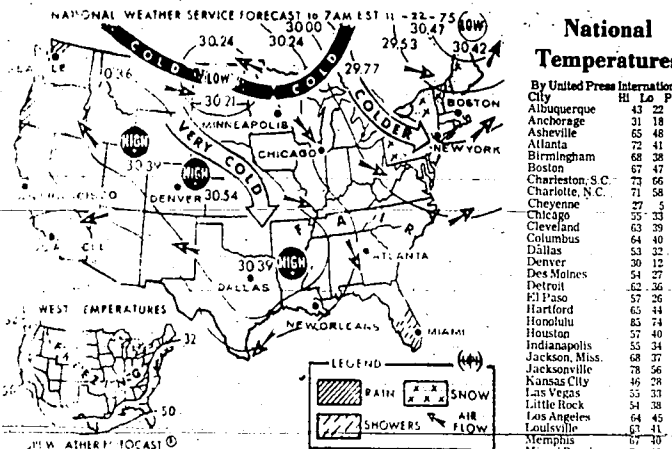 NATIONAL WEATHER SERVICE FORECAST to 7AM EST 11-22-75
30.00
30.24
30.24
30.47
LOW
29.53
30.42
COLD
LOW
COLD
29.77
30.21
COLDER
BOSTON
MINNEAPOLIS
NEW YORK
VERY COLD
CHICAGO
HIGH
30.39
HIGH
30.54
DENVER
FAIR
30.39
HIGH
ATLANTA
DALLAS
NEW ORLEANS
MIAMI
32
50
LEGEND
RAIN
SNOW
SHOWERS
AIR
FLOW
National
Temperatures
By United Press Internation
City Hi Lo P
Albuquerque 43 22
Anchorage 31 18
Asheville 65 48
Atlanta 72 41
Birmingham 68 38
Boston 67 47
Charleston, S.C. 73 66
Charlotte, N.C. 71 58
Cheyenne 27 5
Chicago 55 33
Cleveland 63 39
Columbus 64 40
Dallas 53 32
Denver 30 12
Des Moines 54 27
Detroit 62 36
El Paso 57 26
Hartford 65 44
Honolulu 85 74
Houston 57 40
Indianapolis 55 34
Jackson, Miss. 68 37
Jacksonville 78 56
Kansas City 46 28
Las Vegas 55 33
Little Rock 54 38
Los Angeles 64 45
Louisville 63 41
Memphis 67 40